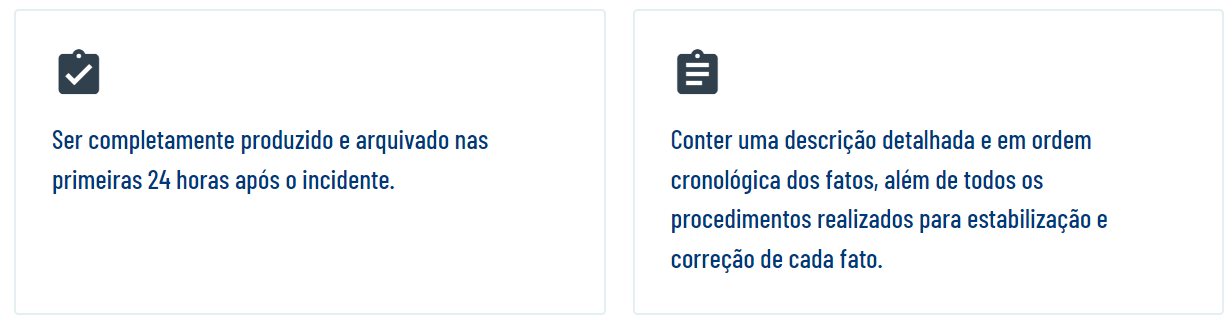 Ser completamente produzido e arquivado nas
primeiras 24 horas após o incidente.
Conter uma descrição detalhada e em ordem
cronológica dos fatos, além de todos os
procedimentos realizados para estabilização e
correção de cada fato.